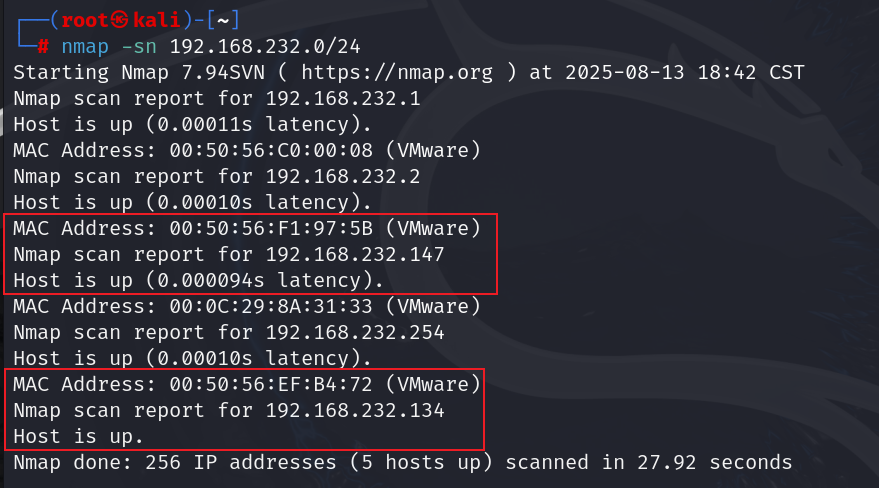 ┌──(root㉿kali)-[~]
└─# nmap -sn 192.168.232.0/24
Starting Nmap 7.94SVN ( https://nmap.org ) at 2025-08-13 18:42 CST
Nmap scan report for 192.168.232.1
Host is up (0.00011s latency).
MAC Address: 00:50:56:C0:00:08 (VMware)
Nmap scan report for 192.168.232.2
Host is up (0.00010s latency).
MAC Address: 00:50:56:F1:97:5B (VMware)
Nmap scan report for 192.168.232.147
Host is up (0.000094s latency).
MAC Address: 00:0C:29:8A:31:33 (VMware)
Nmap scan report for 192.168.232.254
Host is up (0.00010s latency).
MAC Address: 00:50:56:EF:B4:72 (VMware)
Nmap scan report for 192.168.232.134
Host is up.
Nmap done: 256 IP addresses (5 hosts up) scanned in 27.92 seconds